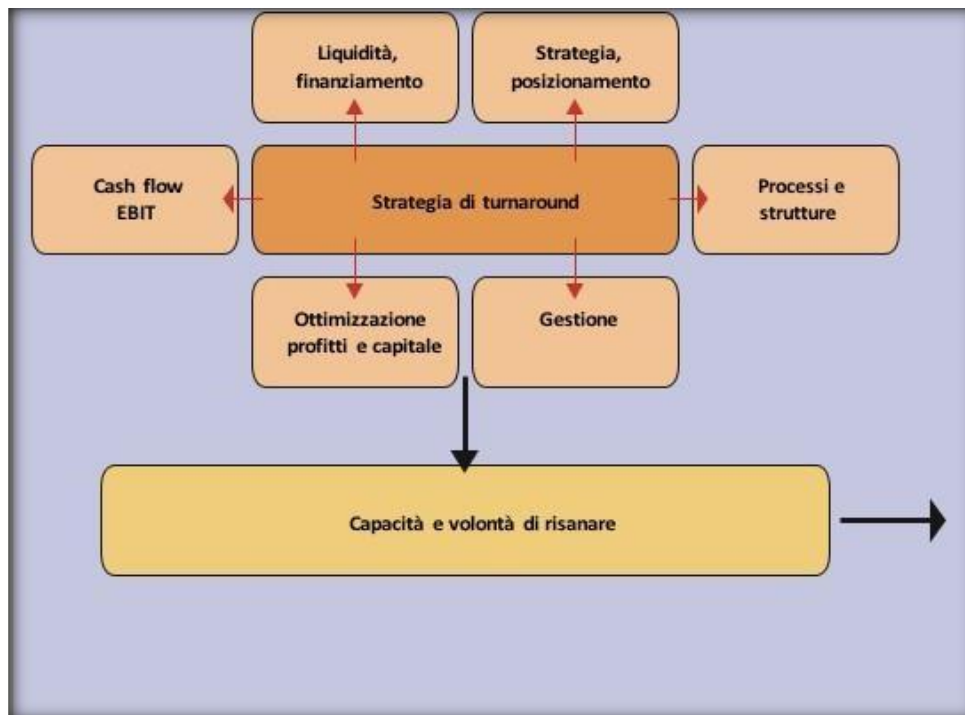 Liquidità,
finanziamento
Strategia,
posizionamento
Cash flow
EBIT
Strategia di turnaround
Processi e
strutture
Ottimizzazione
profitti e capitale
Gestione
Capacità e volontà di risanare